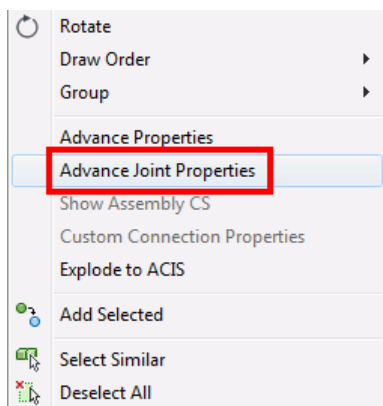 Rotate
Draw Order
Group
Advance Properties
Advance Joint Properties
Show Assembly CS
Custom Connection Properties
Explode to ACIS
Add Selected
Select Similar
Deselect All